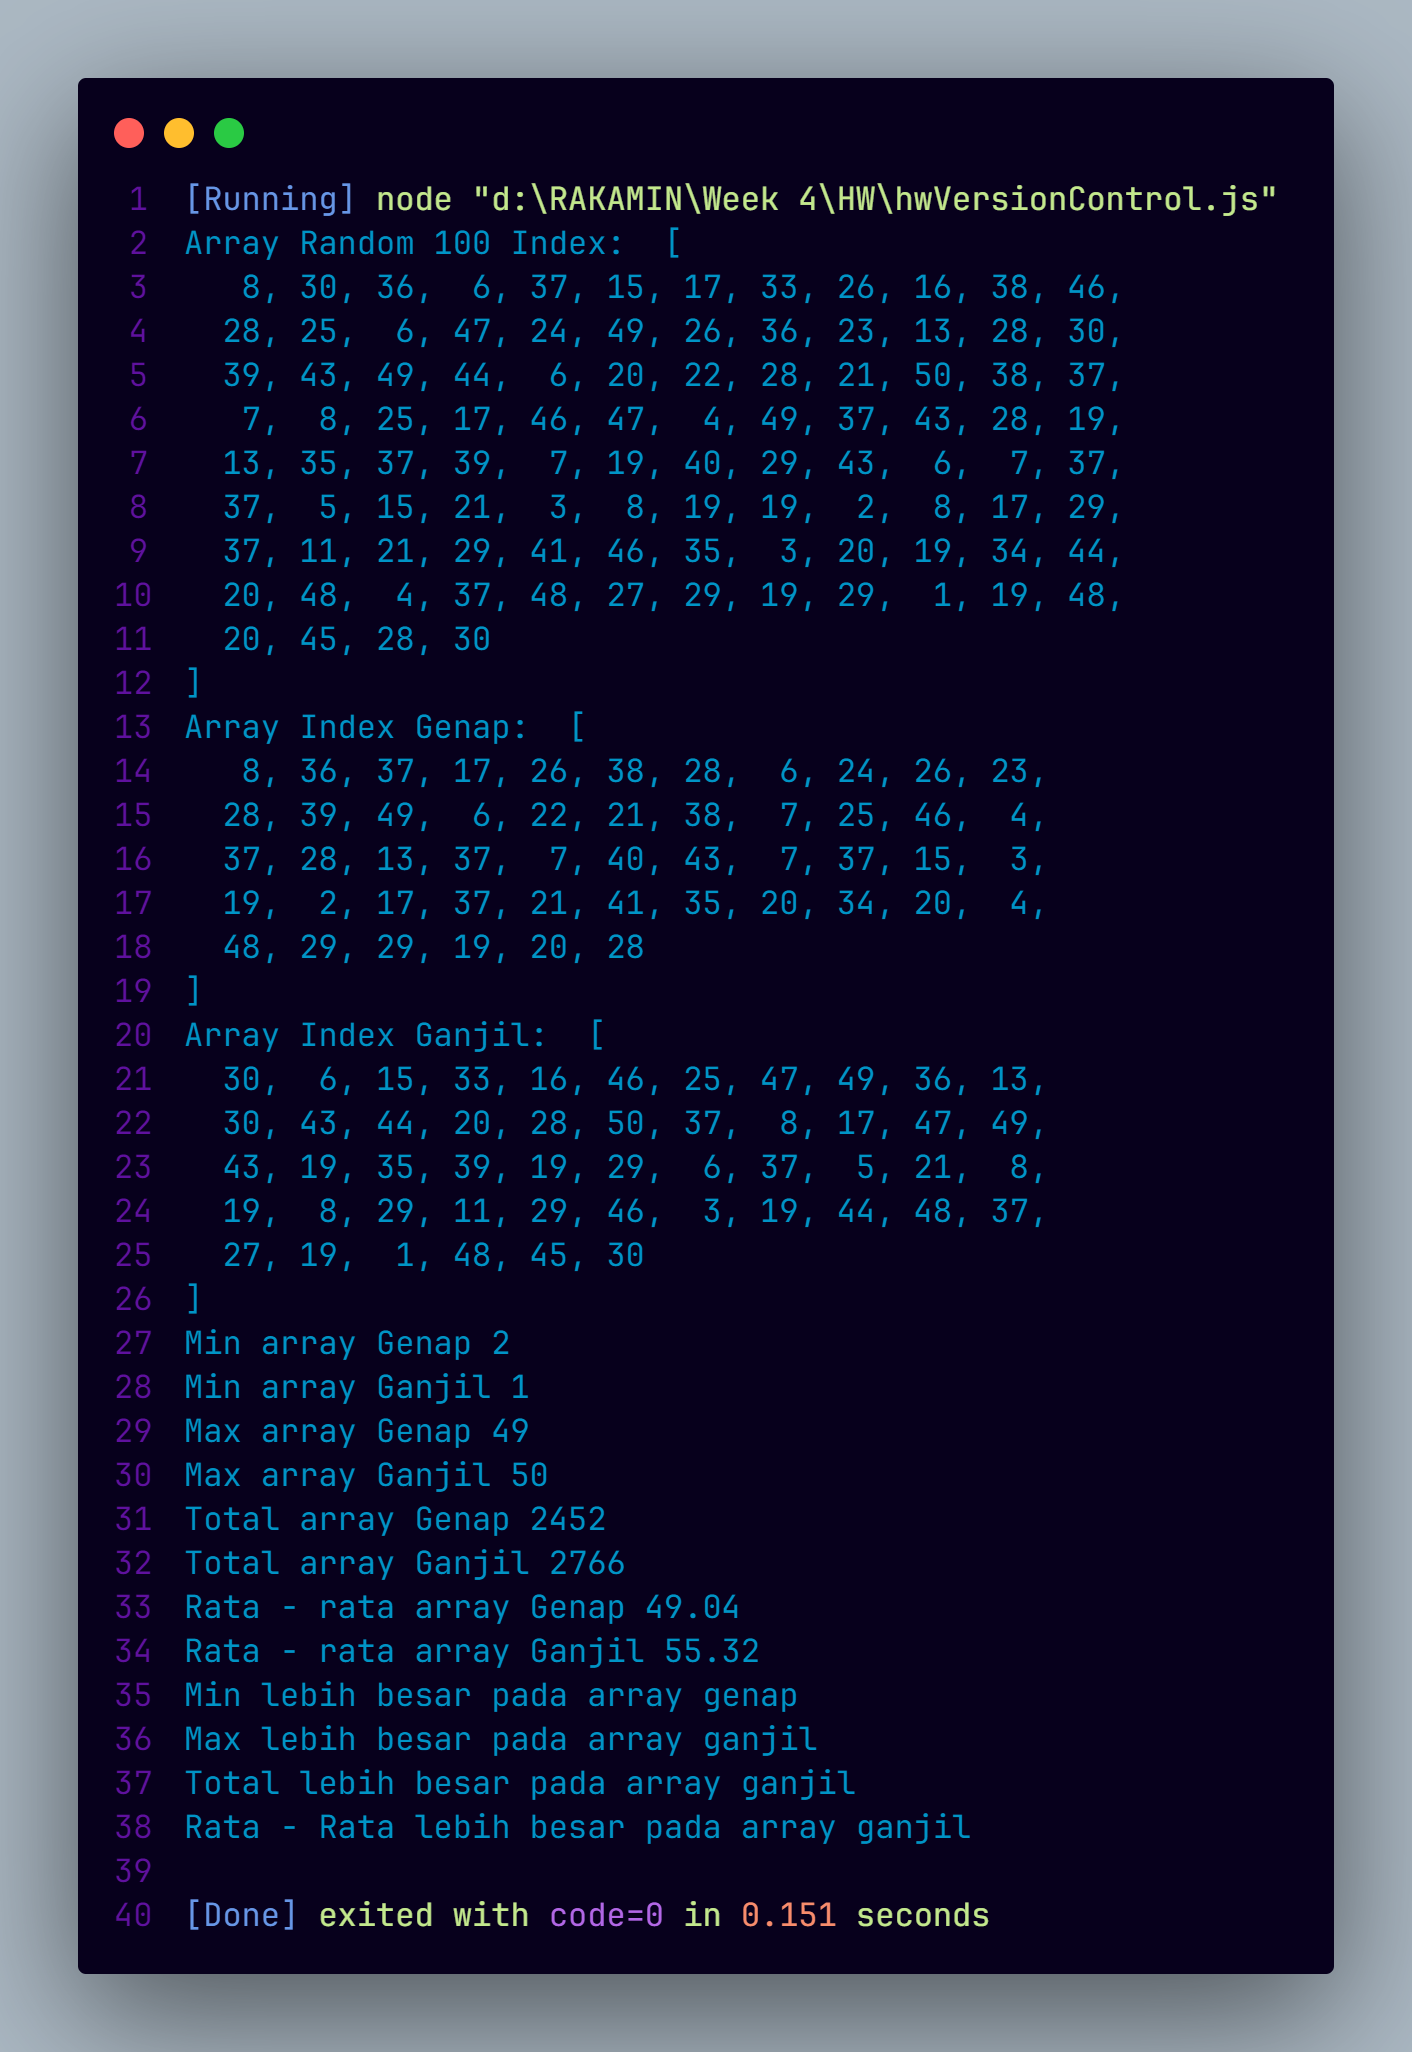 1 [Running] node "d:\RAKAMIN\Week 4\HW\hwVersionControl.js"
2 Array Random 100 Index:  [
3    8, 30, 36,  6, 37, 15, 17, 33, 26, 16, 38, 46,
4   28, 25,  6, 47, 24, 49, 26, 36, 23, 13, 28, 30,
5   39, 43, 49, 44,  6, 20, 22, 28, 21, 50, 38, 37,
6    7,  8, 25, 17, 46, 47,  4, 49, 37, 43, 28, 19,
7   13, 35, 37, 39,  7, 19, 40, 29, 43,  6,  7, 37,
8   37,  5, 15, 21,  3,  8, 19, 19,  2,  8, 17, 29,
9   37, 11, 21, 29, 41, 46, 35,  3, 20, 19, 34, 44,
10   20, 48,  4, 37, 48, 27, 29, 19, 29,  1, 19, 48,
11   20, 45, 28, 30
12 ]
13 Array Index Genap:  [
14    8, 36, 37, 17, 26, 38, 28,  6, 24, 26, 23,
15   28, 39, 49,  6, 22, 21, 38,  7, 25, 46,  4,
16   37, 28, 13, 37,  7, 40, 43,  7, 37, 15,  3,
17   19,  2, 17, 37, 21, 41, 35, 20, 34, 20,  4,
18   48, 29, 29, 19, 20, 28
19 ]
20 Array Index Ganjil:  [
21   30,  6, 15, 33, 16, 46, 25, 47, 49, 36, 13,
22   30, 43, 44, 20, 28, 50, 37,  8, 17, 47, 49,
23   43, 19, 35, 39, 19, 29,  6, 37,  5, 21,  8,
24   19,  8, 29, 11, 29, 46,  3, 19, 44, 48, 37,
25   27, 19,  1, 48, 45, 30
26 ]
27 Min array Genap 2
28 Min array Ganjil 1
29 Max array Genap 49
30 Max array Ganjil 50
31 Total array Genap 2452
32 Total array Ganjil 2766
33 Rata - rata array Genap 49.04
34 Rata - rata array Ganjil 55.32
35 Min lebih besar pada array genap
36 Max lebih besar pada array ganjil
37 Total lebih besar pada array ganjil
38 Rata - Rata lebih besar pada array ganjil
39
40 [Done] exited with code=0 in 0.151 seconds